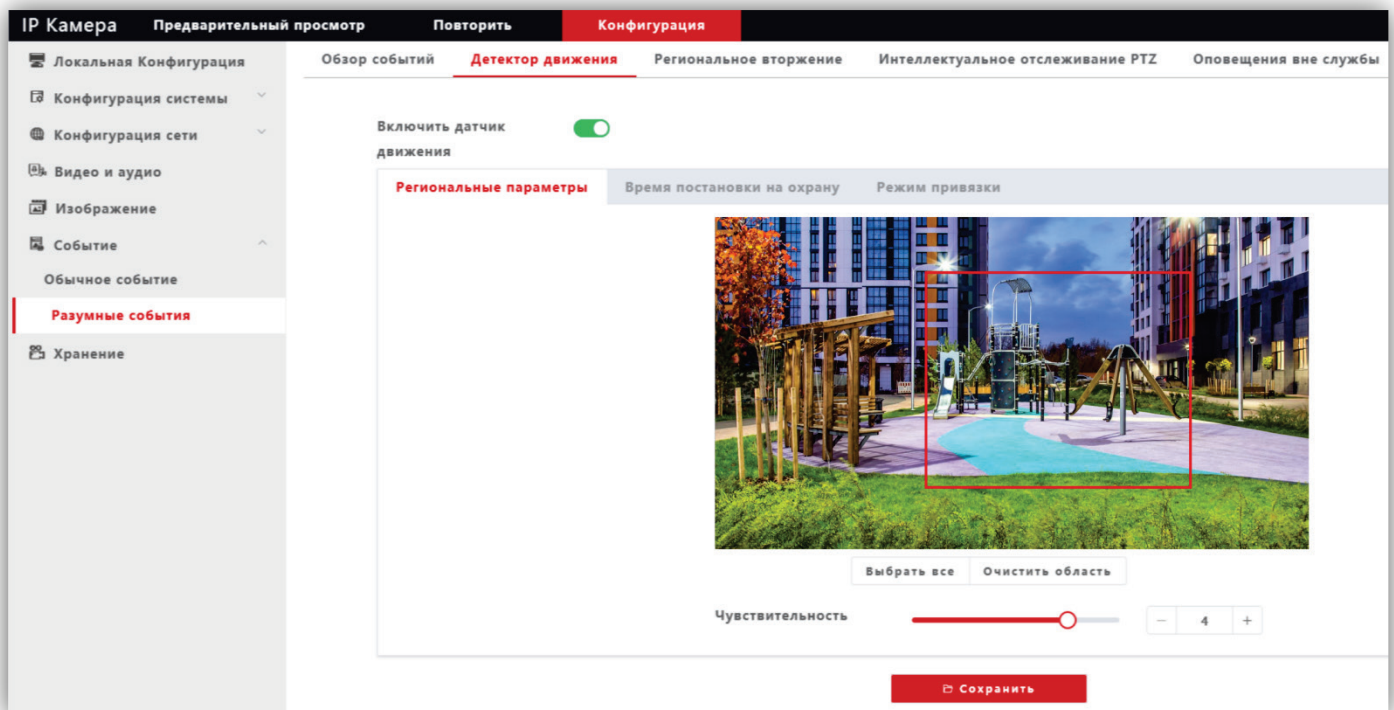 IP Камера Предварительный просмотр Повторить Конфигурация
Локальная Конфигурация
Конфигурация системы
Конфигурация сети
Видео и аудио
Изображение
Событие
Обычное событие
Разумные события
Хранение
Обзор событий Детектор движения Региональное вторжение Интеллектуальное отслеживание PTZ Оповещения вне службы
Включить датчик
движения
Региональные параметры Время постановки на охрану Режим привязки
Выбрать все Очистить область
Чувствительность − 4 +
Сохранить